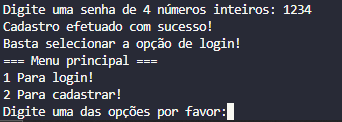 Digite uma senha de 4 números inteiros: 1234
Cadastro efetuado com sucesso!
Basta selecionar a opção de login!
=== Menu principal ===
1 Para login!
2 Para cadastrar!
Digite uma das opções por favor: